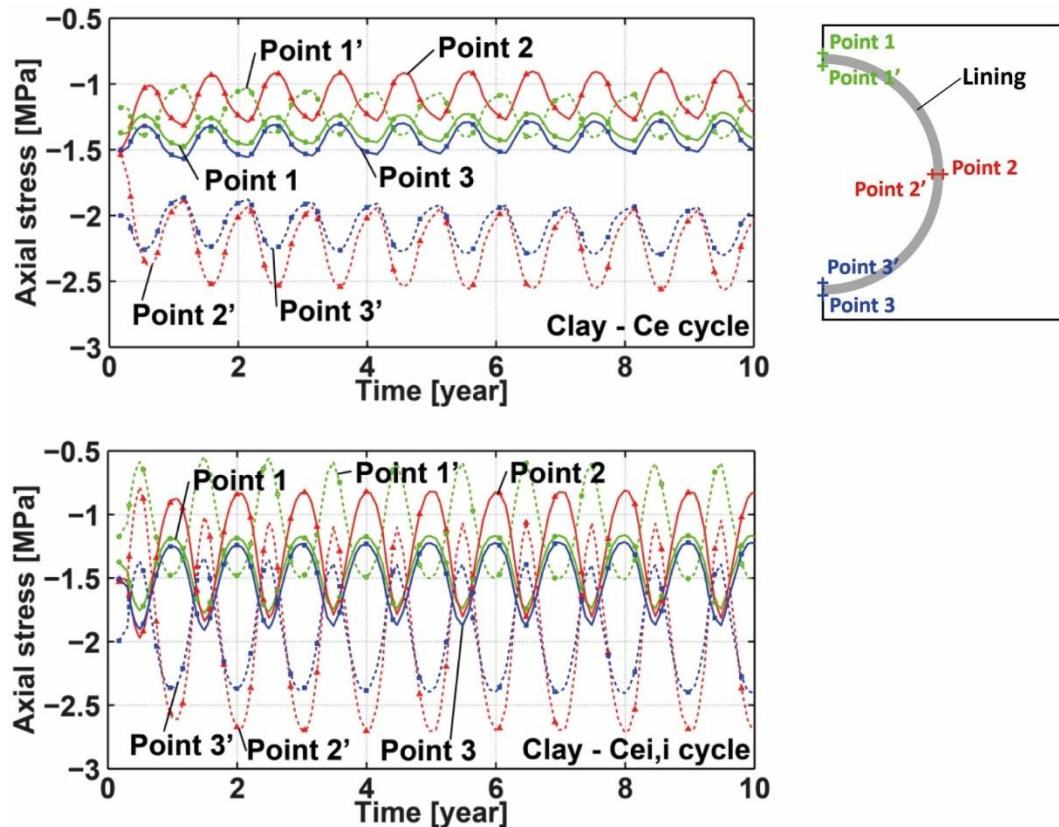 Axial stress [MPa]
−0.5
−1
−1.5
−2
−2.5
−3
Point 1’
Point 2
Point 1
Point 3
Point 2’
Point 3’
Clay - Ce cycle
0
2
4
6
8
10
Time [year]
Point 1
Point 1’
Lining
Point 2’
Point 2
Point 3’
Point 3
Axial stress [MPa]
−0.5
−1
−1.5
−2
−2.5
−3
Point 1
Point 1’
Point 2
Point 3’
Point 2’
Point 3
Clay - Cei,i cycle
0
2
4
6
8
10
Time [year]